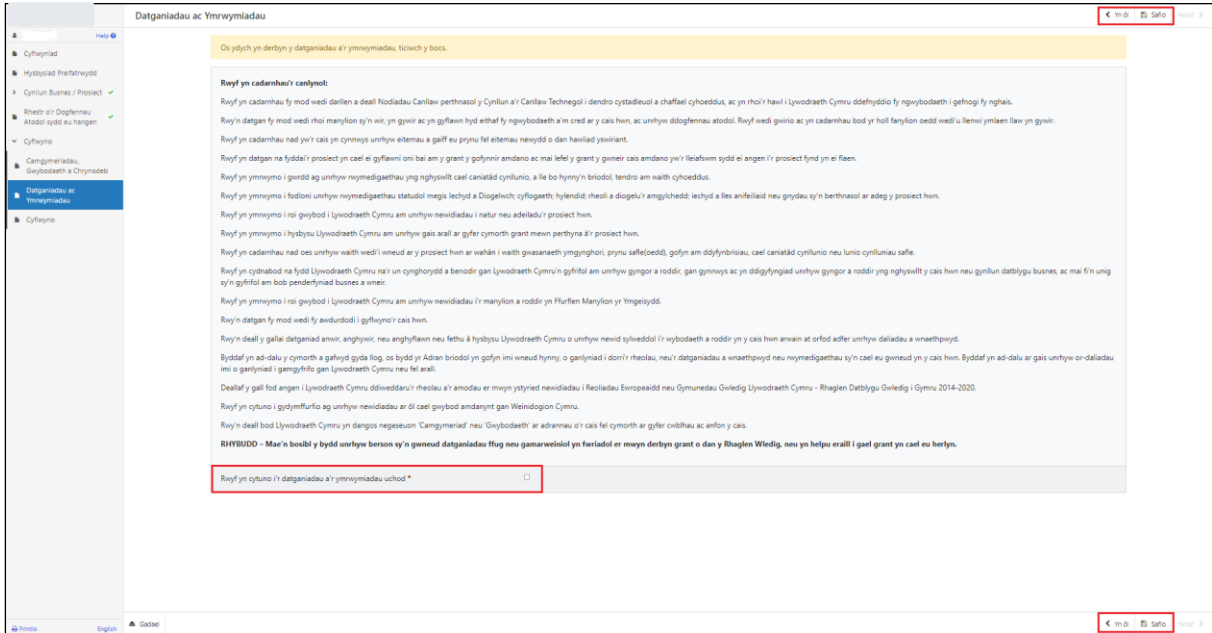 Datganiadau ac Ymrwymiadau
Yn ôl Safio Nesaf
Help
Cyflwyniad
Hysbysiad Preifatrwydd
Cynllun Busnes / Prosiect
Rhestr o'r Dogfennau
Atodol sydd eu hangen
Cyflwyno
Camgymeriadau,
Gwybodaeth a Chrynodeb
Datganiadau ac
Ymrwymiadau
Cyflwyno
Os ydych yn derbyn y datganiadau a'r ymrwymiadau, ticiwch y bocs.
Rwyf yn cadarnhau'r canlynol:
Rwyf yn cadarnhau fy mod wedi darllen a deall Nodiadau Canllaw perthnasol y Cynllun a'r Canllaw Technegol i dendro cystadleuol a chaffael cyhoeddus, ac yn rhoi'r hawl i Lywodraeth Cymru ddefnyddio fy ngwybodaeth i gefnogi fy nghais.
Rwy'n datgan fy mod wedi rhoi manylion sy'n wir, yn gywir ac yn gyflawn hyd eithaf fy ngwybodaeth a'm cred ar y cais hwn, ac unrhyw ddogfennau atodol. Rwyf wedi gwirio ac yn cadarnhau bod yr holl fanylion oedd wedi'u llenwi ymlaen llaw yn gywir.
Rwyf yn cadarnhau nad yw'r cais yn cynnwys unrhyw eitemau a gaiff eu prynu fel eitemau newydd o dan hawliad yswiriant.
Rwyf yn datgan na fyddai'r prosiect yn cael ei gyflawni oni bai am y grant y gofynnir amdano ac mai lefel y grant y gwneir cais amdano yw'r lleiafswm sydd ei angen i'r prosiect fynd yn ei flaen.
Rwyf yn ymrwymo i gwrdd ag unrhyw rwymedigaethau yng nghyswllt cael caniatád cynllunio, a lle bo hynny'n briodol, tendro am waith cyhoeddus.
Rwyf yn ymrwymo i fodloni unrhyw rwymedigaethau statudol megis Iechyd a Diogelwch; cyflogaeth; hylendid; rheoli a diogelu'r amgylchedd; iechyd a lles anifeiliaid neu gnydau sy'n berthnasol ar adeg y prosiect hwn.
Rwyf yn ymrwymo i roi gwybod i Lywodraeth Cymru am unrhyw newidiadau i natur neu adeiladu'r prosiect hwn.
Rwyf yn ymrwymo i hysbysu Llywodraeth Cymru o unrhyw gais arall ar gyfer cymorth grant mewn perthyna â'r prosiect hwn.
Rwyf yn cadarnhau nad oes unrhyw waith wedi'i wneud ar y prosiect hwn ar wahân i waith gwasanaeth ymgynghori, prynu safle(oedd), gofyn am ddyfynbrisiau, cael caniatád cynllunio neu lunio cynlluniau safle.
Rwyf yn cydnabod na fydd Llywodraeth Cymru na'r un cynghorydd a benodir gan Lywodraeth Cymru'n gyfrifol am unrhyw gyngor a roddir, gan gynnwys ac yn ddigyfyngiad unrhyw gyngor a roddir yng nghyswllt y cais hwn neu gynllun datblygu busnes, ac mai fi'n unig
sy'n gyfrifol am bob penderfyniad busnes a wneir.
Rwyf yn ymrwymo i roi gwybod i Lywodraeth Cymru am unrhyw newidiadau i'r manylion a roddir yn Ffurflen Manylion yr Ymgeisydd.
Rwy'n datgan fy mod wedi fy awdurdodi i gyflwyno'r cais hwn.
Rwy'n deall y gallai datganiad anwir, anghywir, neu anghyflawn neu fethu â hysbysu Llywodraeth Cymru o unrhyw newid sylweddol i'r wybodaeth a roddir yn y cais hwn arwain at orfod adfer unrhyw daliadau a wnaethpwyd.
Byddaf yn ad-dalu y cymorth a gafwyd gyda llog, os bydd yr Adran briodol yn gofyn imi wneud hynny, o ganlyniad i dorri'r rheolau, neu'r datganiadau a wnaethpwyd neu rwymedigaethau sy'n cael eu gwneud yn y cais hwn. Byddaf yn ad-dalu ar gais unrhyw or-daliadau
imi o ganlyniad i gamgyfrifo gan Lywodraeth Cymru neu fel arall.
Deallaf y gall fod angen i Lywodraeth Cymru ddiweddaru'r rheolau a'r amodau er mwyn ystyried newidiadau i Reoliadau Ewropeaidd neu Gymunedau Gwledig Llywodraeth Cymru - Rhaglen Datblygu Gwledig i Gymru 2014-2020.
Rwyf yn cytuno i gydymffurfio ag unrhyw newidiadau ar ôl cael gwybod amdanynt gan Weinidogion Cymru.
Rwy'n deall bod Llywodraeth Cymru yn dangos negeseuon 'Camgymeriad' neu 'Gwybodaeth' ar adrannau o'r cais fel cymorth ar gyfer cwblhau ac anfon y cais.
RHYBUDD – Mae'n bosibl y bydd unrhyw berson sy'n gwneud datganiadau ffug neu gamarweiniol yn fwriadol er mwyn derbyn grant o dan y Rhaglen Wledig, neu yn helpu eraill i gael grant yn cael eu herlyn.
Rwyf yn cytuno i'r datganiadau a'r ymrwymiadau uchod *
Printio English Gadael
Yn ôl Safio Nesaf